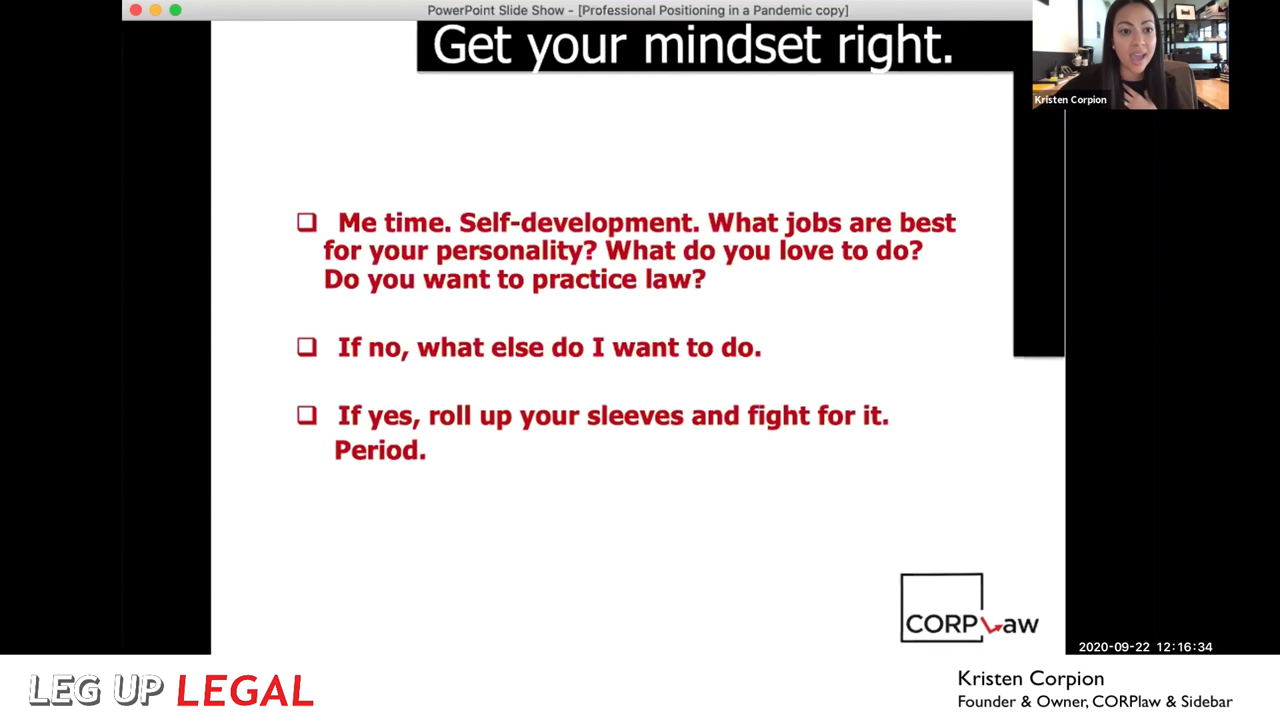 PowerPoint Slide Show - [Professional Positioning in a Pandemic copy]
Get your mindset right.
Kristen Corpion
❑ Me time. Self-development. What jobs are best
for your personality? What do you love to do?
Do you want to practice law?
❑ If no, what else do I want to do.
❑ If yes, roll up your sleeves and fight for it.
Period.
CORPLaw
2020-09-22 12:16:34
LEG UP LEGAL
Kristen Corpion
Founder & Owner, CORPlaw & Sidebar